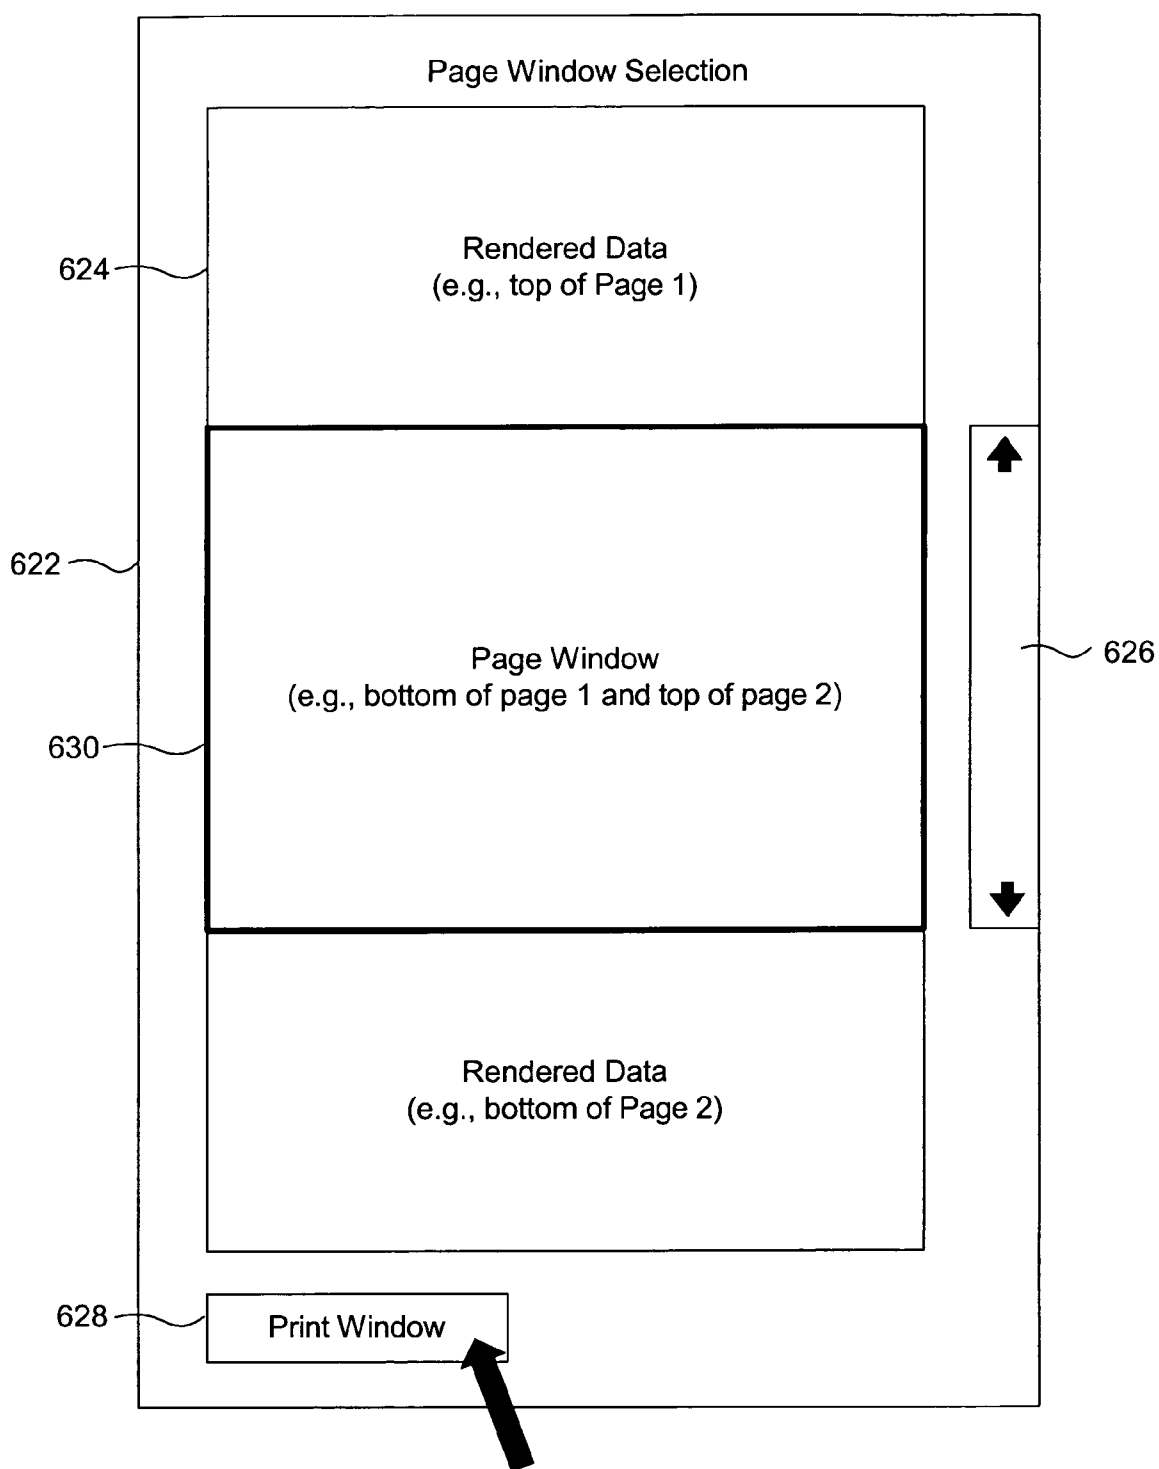 Page Window Selection
Rendered Data
(e.g., top of Page 1)
624
622
Page Window
(e.g., bottom of page 1 and top of page 2)
626
630
Rendered Data
(e.g., bottom of Page 2)
628
Print Window